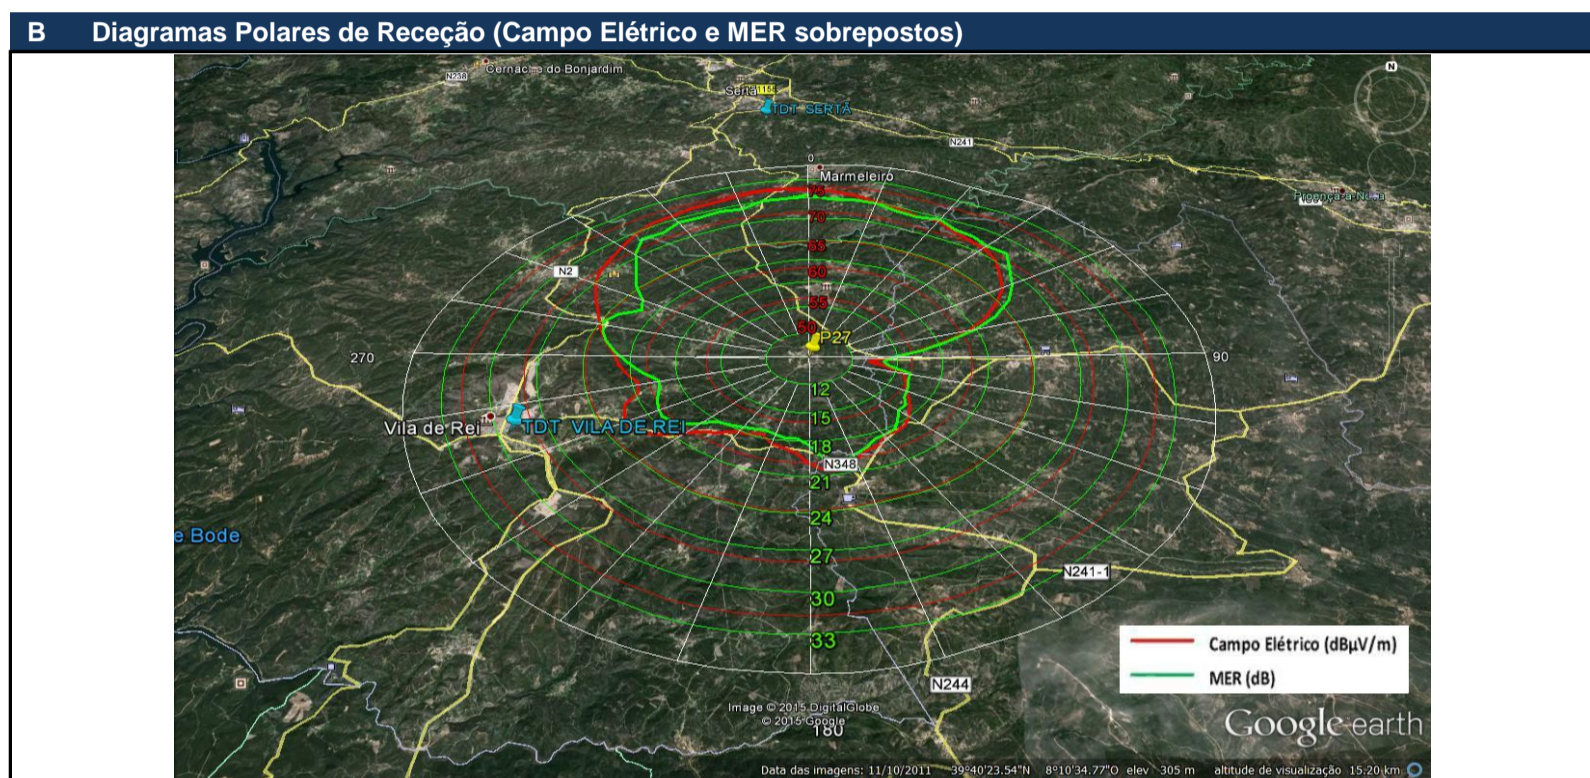 B Diagramas Polares de Receção (Campo Elétrico e MER sobrepostos)
Cernache do Bonjardim
N
N238
Sertã
TDT SERTÃ
N241
0
Marmeleiro
Proença-a-Nova
75
70
65
N2
60
55
50
P27
270
90
12
15
Vila de Rei
TDT VILA DE REI
18
N348
21
24
e Bode
27
N241-1
30
33
Campo Elétrico (dBµV/m)
MER (dB)
N244
Image © 2015 DigitalGlobe
© 2015 Google
180
Google earth
Data das imagens: 11/10/2011 39°40'23.54"N 8°10'34.77"O elev 305 m altitude de visualização 15.20 km